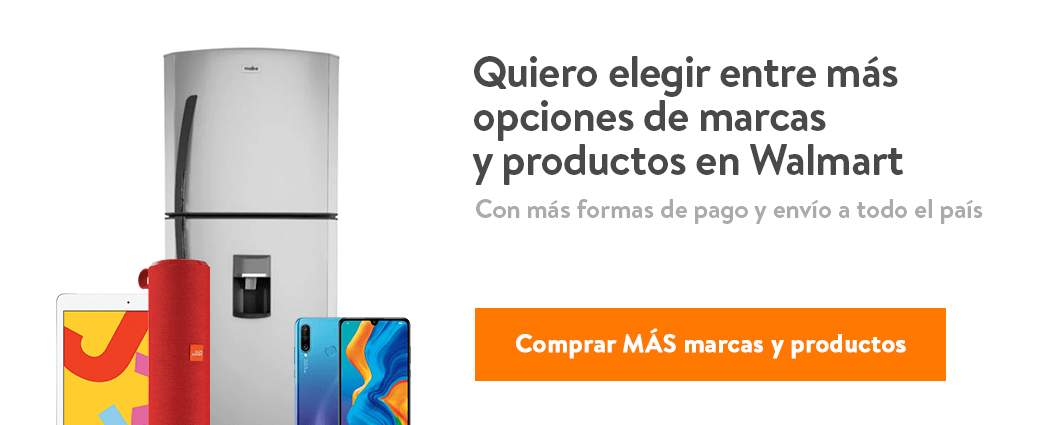 mabe
Quiero elegir entre más
opciones de marcas
y productos en Walmart
Con más formas de pago y envío a todo el país
Comprar MÁS marcas y productos